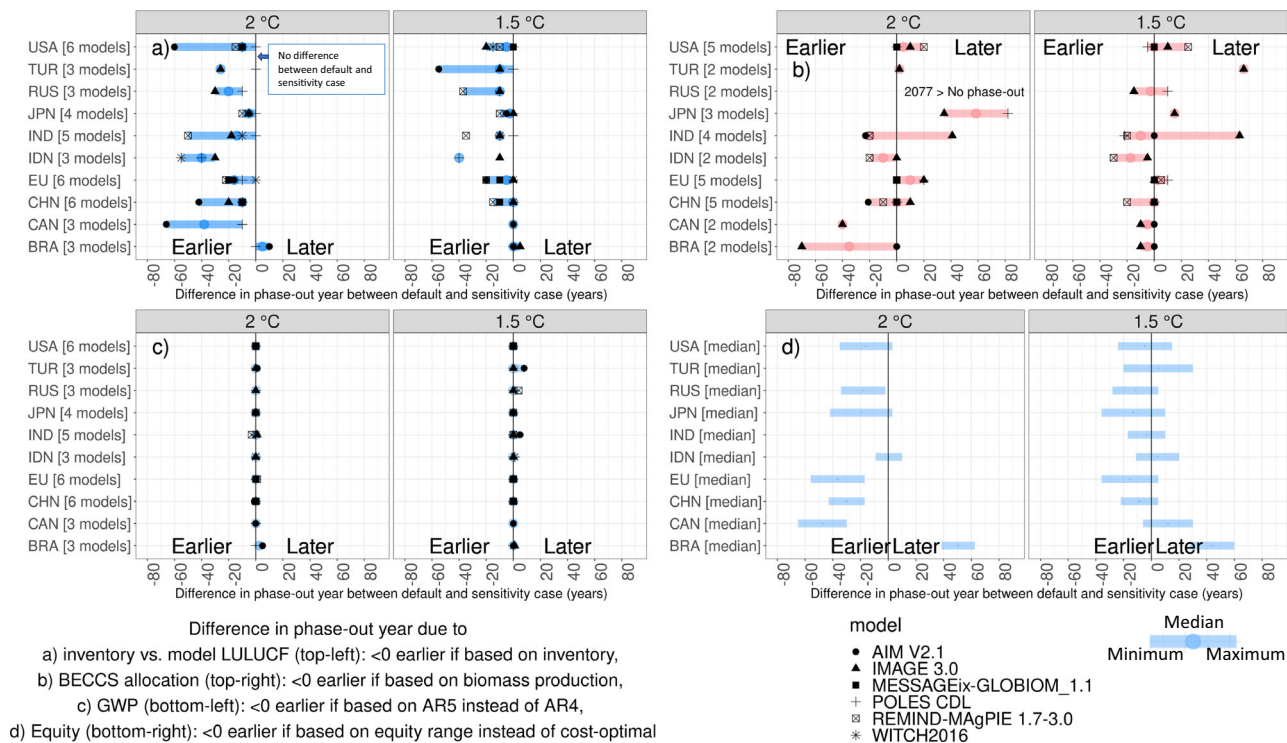 2 °C
1.5 °C
a)
No difference
between default and
sensitivity case
USA [6 models]
TUR [3 models]
RUS [3 models]
JPN [4 models]
IND [5 models]
IDN [3 models]
EU [6 models]
CHN [6 models]
CAN [3 models]
BRA [3 models]
Earlier
Later
Earlier
Later
-80
-60
-40
-20
0
20
40
60
80
-80
-60
-40
-20
0
20
40
60
80
Difference in phase-out year between default and sensitivity case (years)
2 °C
1.5 °C
Earlier
Later
Earlier
Later
b)
2077 > No phase-out
USA [5 models]
TUR [2 models]
RUS [2 models]
JPN [3 models]
IND [4 models]
IDN [2 models]
EU [5 models]
CHN [5 models]
CAN [2 models]
BRA [2 models]
-80
-60
-40
-20
0
20
40
60
80
-80
-60
-40
-20
0
20
40
60
80
Difference in phase-out year between default and sensitivity case (years)
2 °C
1.5 °C
c)
USA [6 models]
TUR [3 models]
RUS [3 models]
JPN [4 models]
IND [5 models]
IDN [3 models]
EU [6 models]
CHN [6 models]
CAN [3 models]
BRA [3 models]
Earlier
Later
Earlier
Later
-80
-60
-40
-20
0
20
40
60
80
-80
-60
-40
-20
0
20
40
60
80
Difference in phase-out year between default and sensitivity case (years)
2 °C
1.5 °C
d)
USA [median]
TUR [median]
RUS [median]
JPN [median]
IND [median]
IDN [median]
EU [median]
CHN [median]
CAN [median]
BRA [median]
Earlier
Later
Earlier
Later
-80
-60
-40
-20
0
20
40
60
80
-80
-60
-40
-20
0
20
40
60
80
Difference in phase-out year between default and sensitivity case (years)
Difference in phase-out year due to
a) inventory vs. model LULUCF (top-left): <0 earlier if based on inventory,
b) BECCS allocation (top-right): <0 earlier if based on biomass production,
c) GWP (bottom-left): <0 earlier if based on AR5 instead of AR4,
d) Equity (bottom-right): <0 earlier if based on equity range instead of cost-optimal
model
AIM V2.1
IMAGE 3.0
MESSAGEix-GLOBIOM_1.1
POLES CDL
REMIND-MAgPIE 1.7-3.0
WITCH2016
Median
Minimum
Maximum